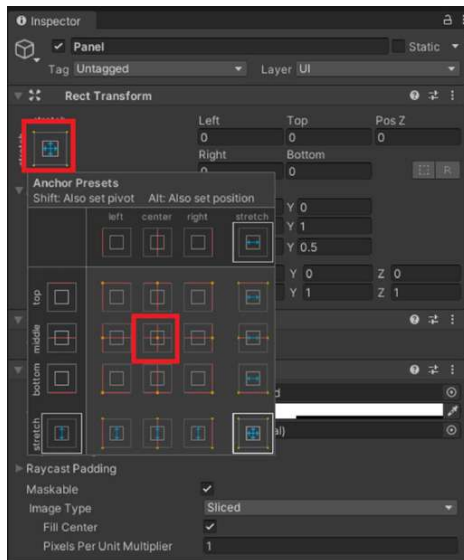 Inspector
Panel Static
Tag Untagged Layer UI
Rect Transform
stretch Left Top Pos Z
0 0 0
Right Bottom
0 0 R
Anchor Presets
Shift: Also set pivot Alt: Also set position
left center right stretch
Y 0
Y 1
Y 0.5
top Y 0 Z 0
Y 1 Z 1
middle
bottom
stretch
Raycast Padding
Maskable
Image Type Sliced
Fill Center
Pixels Per Unit Multiplier 1